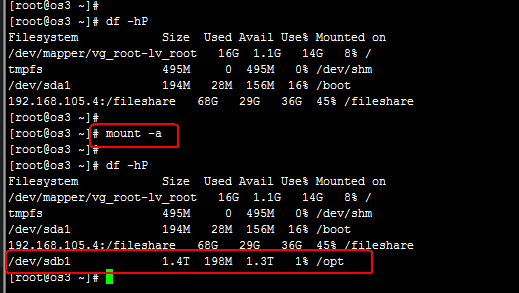 [root@os3 ~]#
[root@os3 ~]# df -hP
Filesystem Size Used Avail Use% Mounted on
/dev/mapper/vg_root-lv_root 16G 1.1G 14G 8% /
tmpfs 495M 0 495M 0% /dev/shm
/dev/sda1 194M 28M 156M 16% /boot
192.168.105.4:/fileshare 68G 29G 36G 45% /fileshare
[root@os3 ~]#
[root@os3 ~]# mount -a
[root@os3 ~]#
[root@os3 ~]# df -hP
Filesystem Size Used Avail Use% Mounted on
/dev/mapper/vg_root-lv_root 16G 1.1G 14G 8% /
tmpfs 495M 0 495M 0% /dev/shm
/dev/sda1 194M 28M 156M 16% /boot
192.168.105.4:/fileshare 68G 29G 36G 45% /fileshare
/dev/sdb1 1.4T 198M 1.3T 1% /opt
[root@os3 ~]#